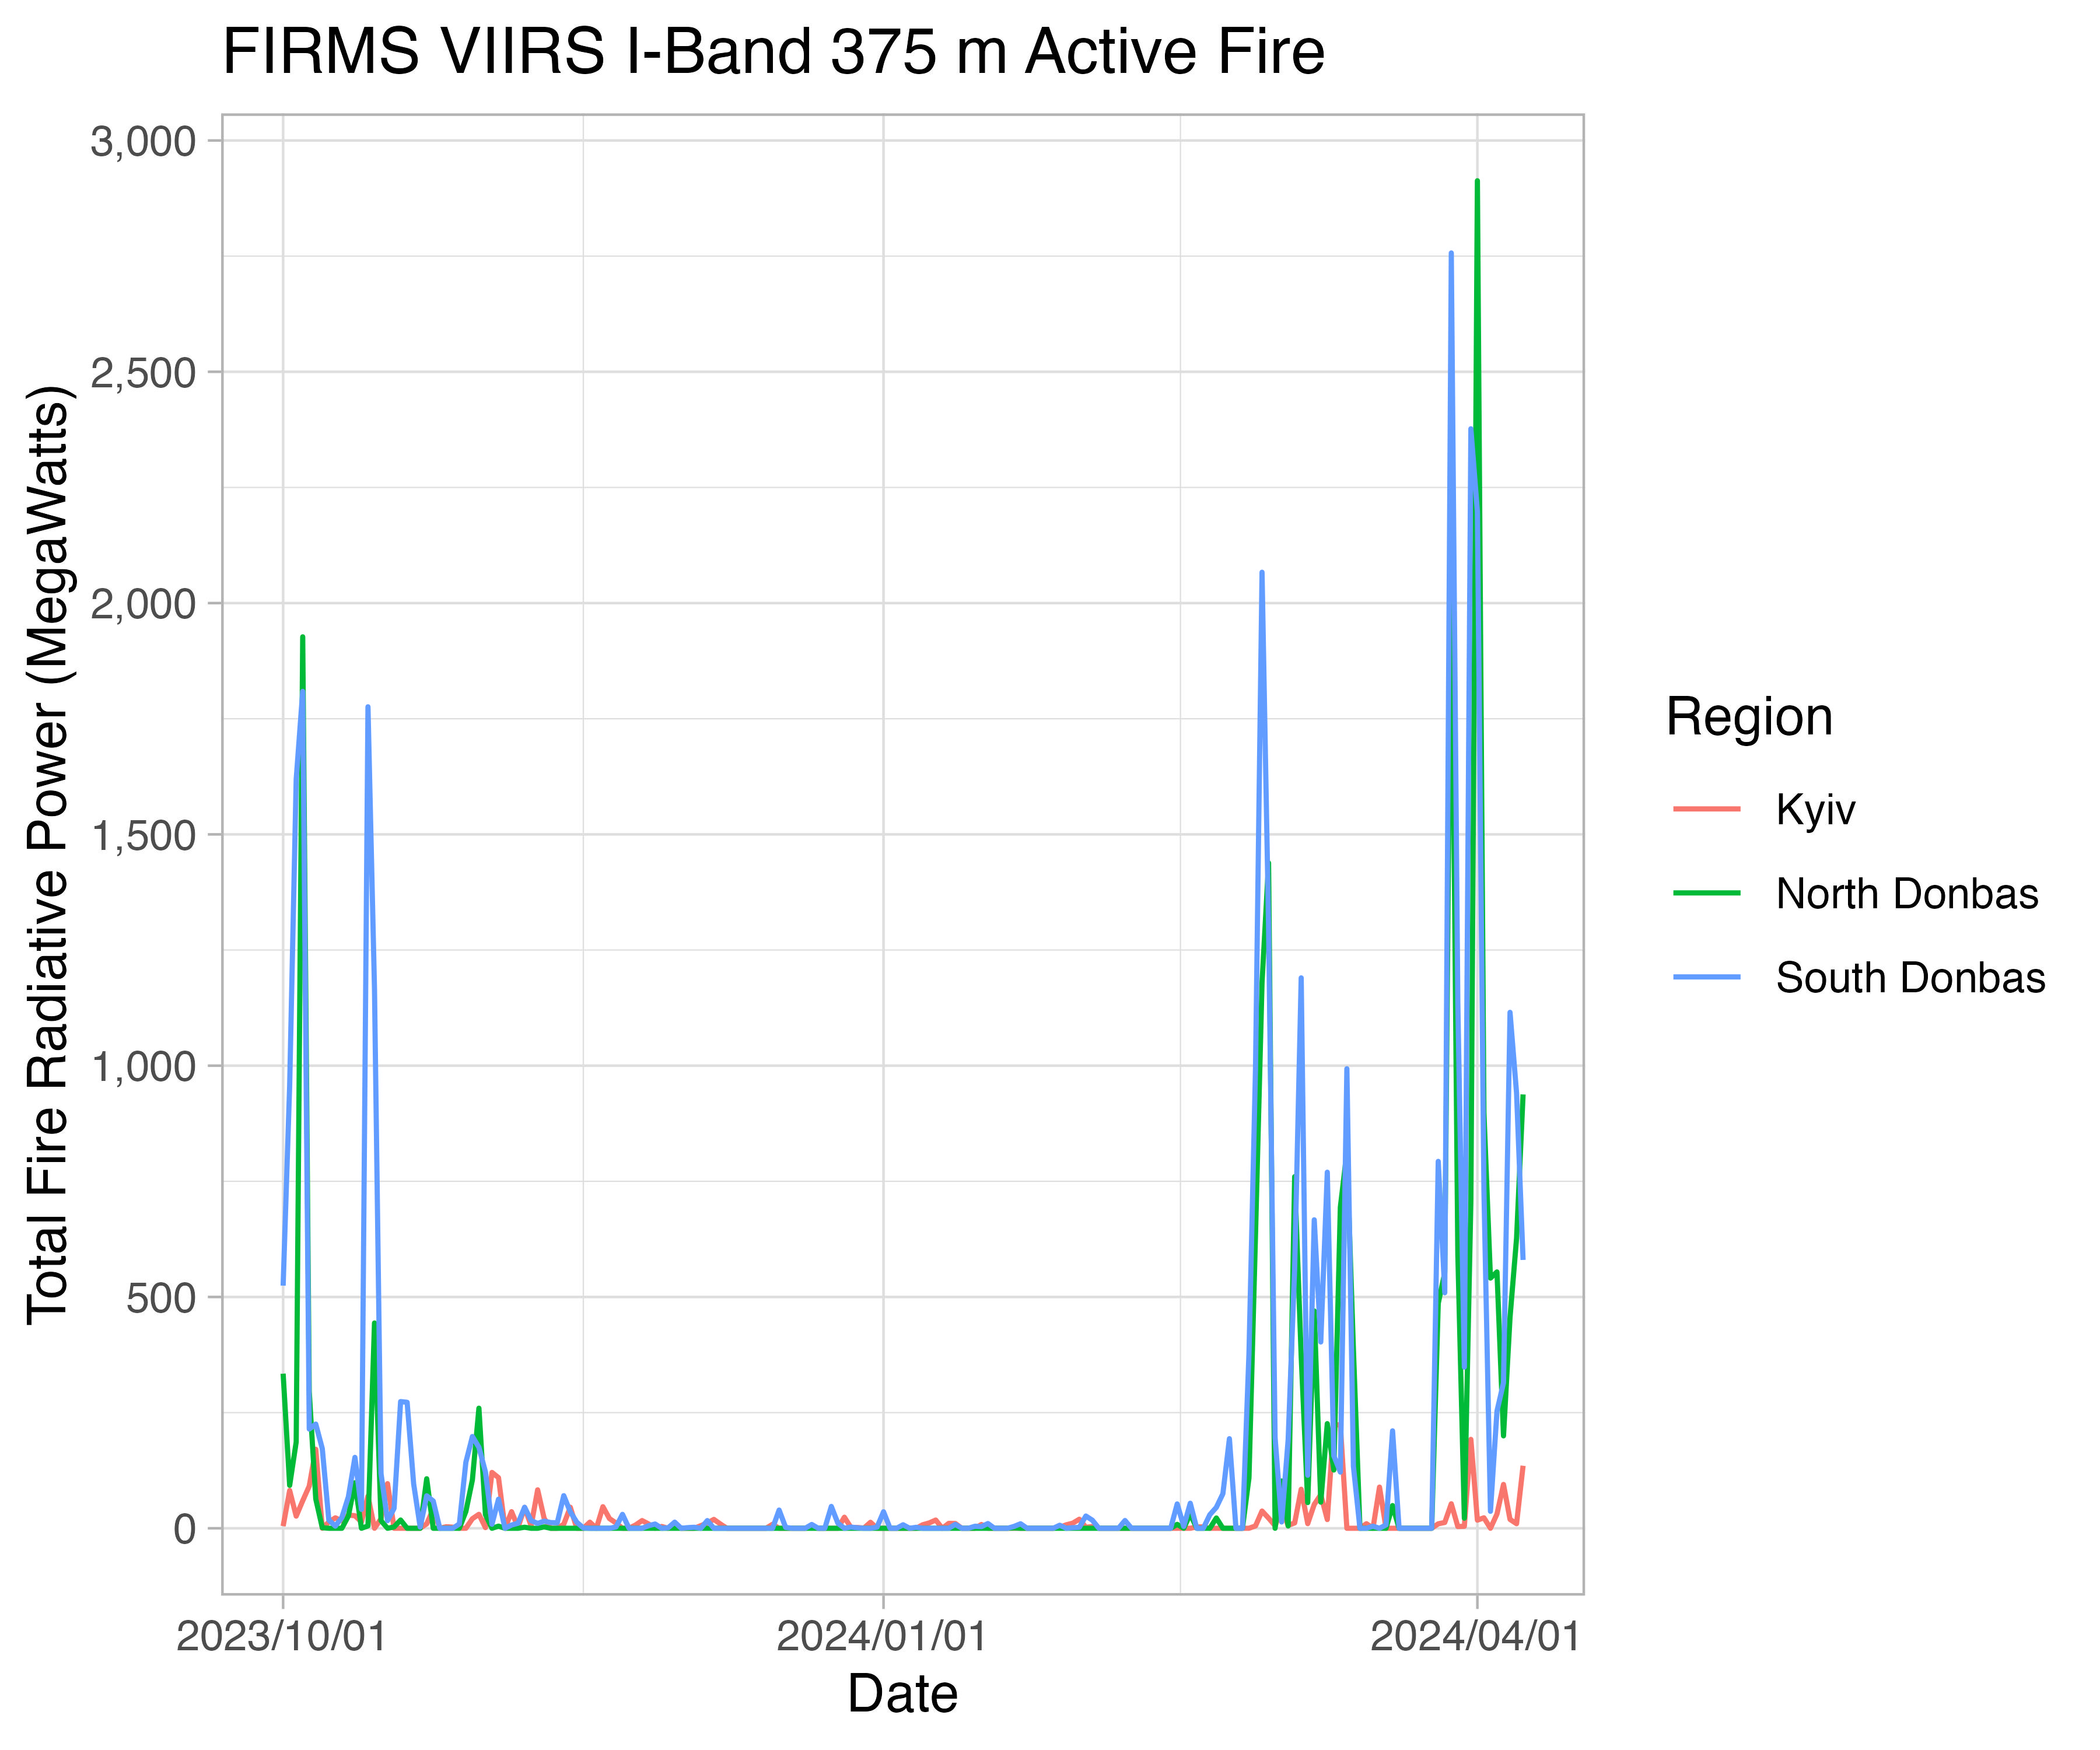 FIRMS VIIRS I-Band 375 m Active Fire
Total Fire Radiative Power (MegaWatts)
3,000
2,500
2,000
1,500
1,000
500
0
2023/10/01
2024/01/01
2024/04/01
Date
Region
Kyiv
North Donbas
South Donbas